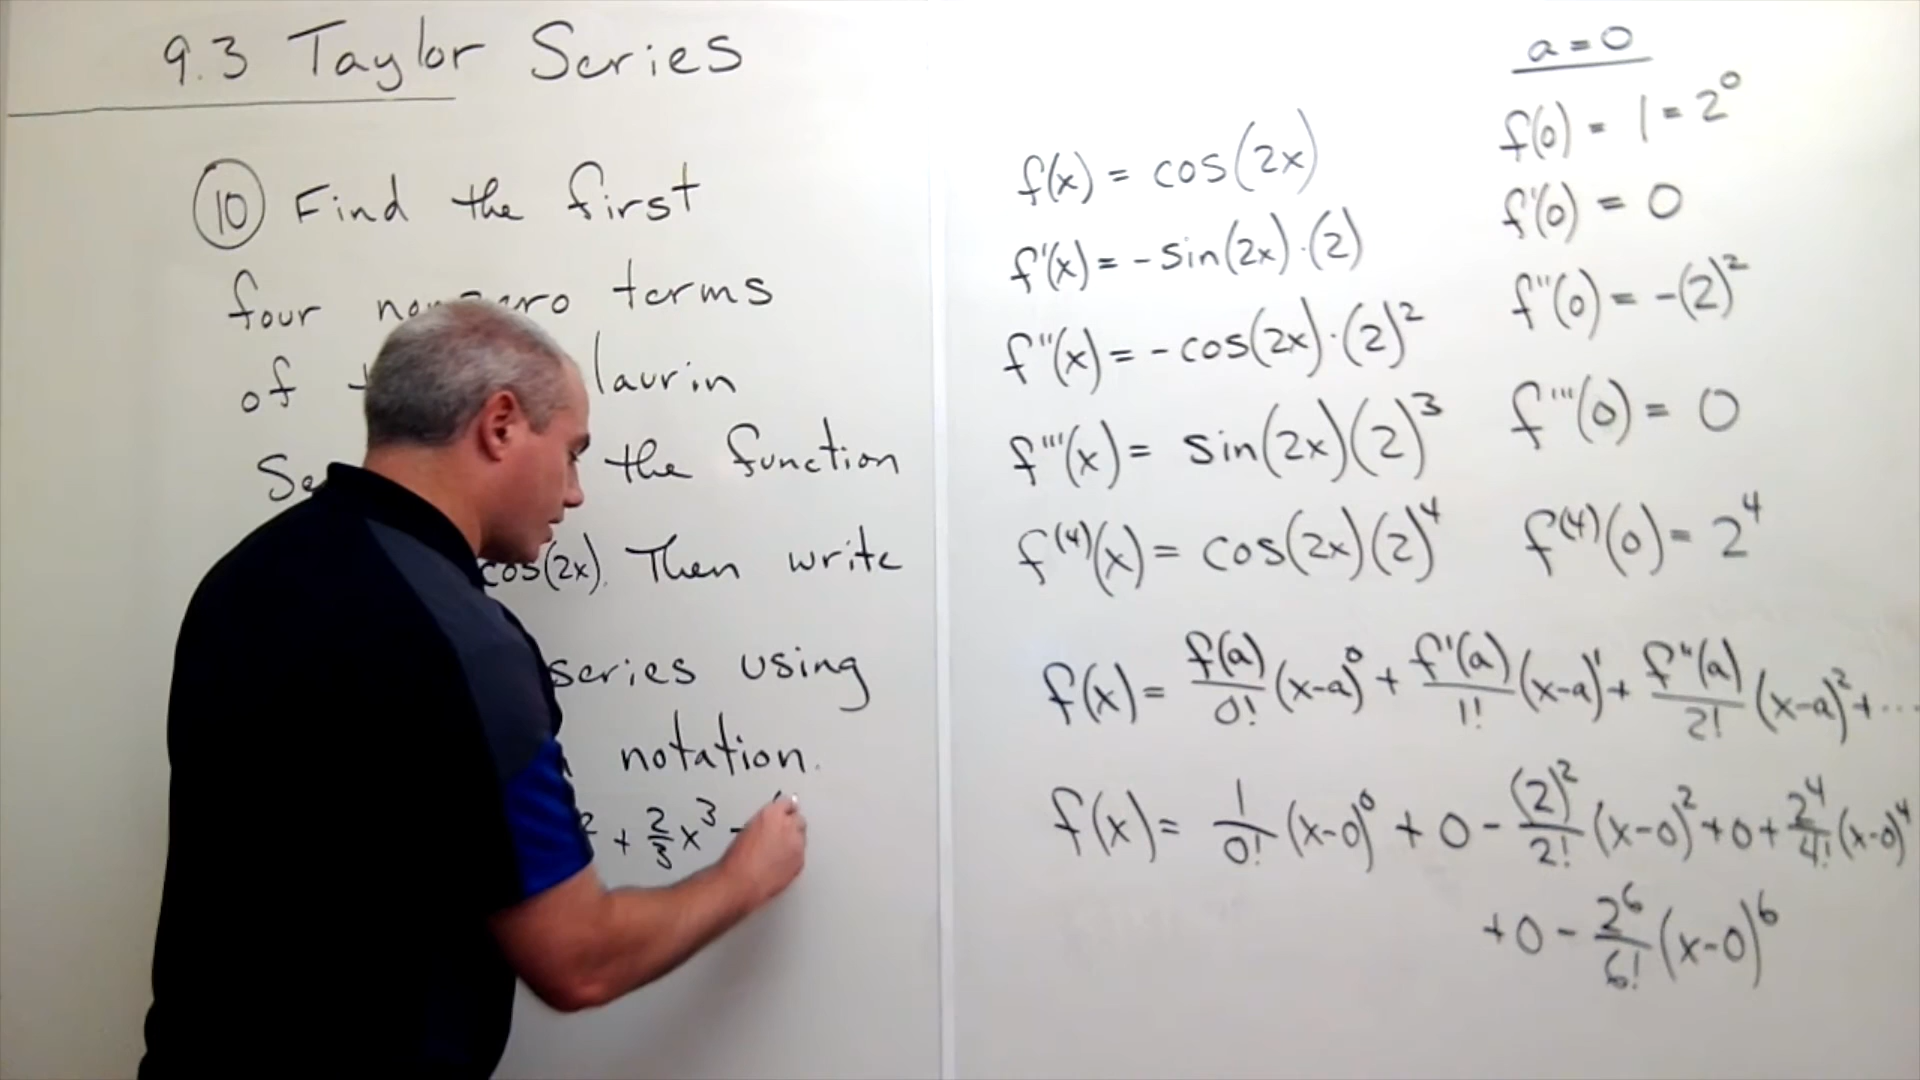 9.3 Taylor Series
10 Find the first
four terms
of laurin
the function
cos(2x). Then write
series using
notation.
2 + 2/3 x^3 -
f(x) = cos(2x)
f'(x) = -sin(2x)·(2)
f''(x) = -cos(2x)·(2)^2
f'''(x) = sin(2x)(2)^3
f^(4)(x) = cos(2x)(2)^4
a=0
f(0) = 1 = 2^0
f'(0) = 0
f''(0) = -(2)^2
f'''(0) = 0
f^(4)(0) = 2^4
f(x) = f(a)/0! (x-a)^0 + f'(a)/1! (x-a)^1 + f''(a)/2! (x-a)^2 + ...
f(x) = 1/0! (x-0)^0 + 0 - (2)^2/2! (x-0)^2 + 0 + 2^4/4! (x-0)^4
+ 0 - 2^6/6! (x-0)^6